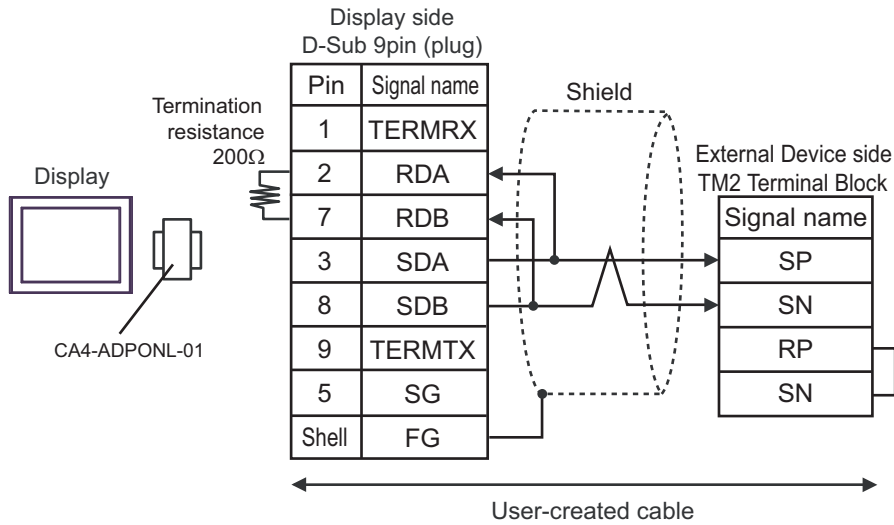 Display side
D-Sub 9pin (plug)
Pin Signal name
1 TERMRX
2 RDA
7 RDB
3 SDA
8 SDB
9 TERMTX
5 SG
Shell FG
Termination
resistance
200Ω
Display
CA4-ADPONL-01
Shield
External Device side
TM2 Terminal Block
Signal name
SP
SN
RP
SN
User-created cable